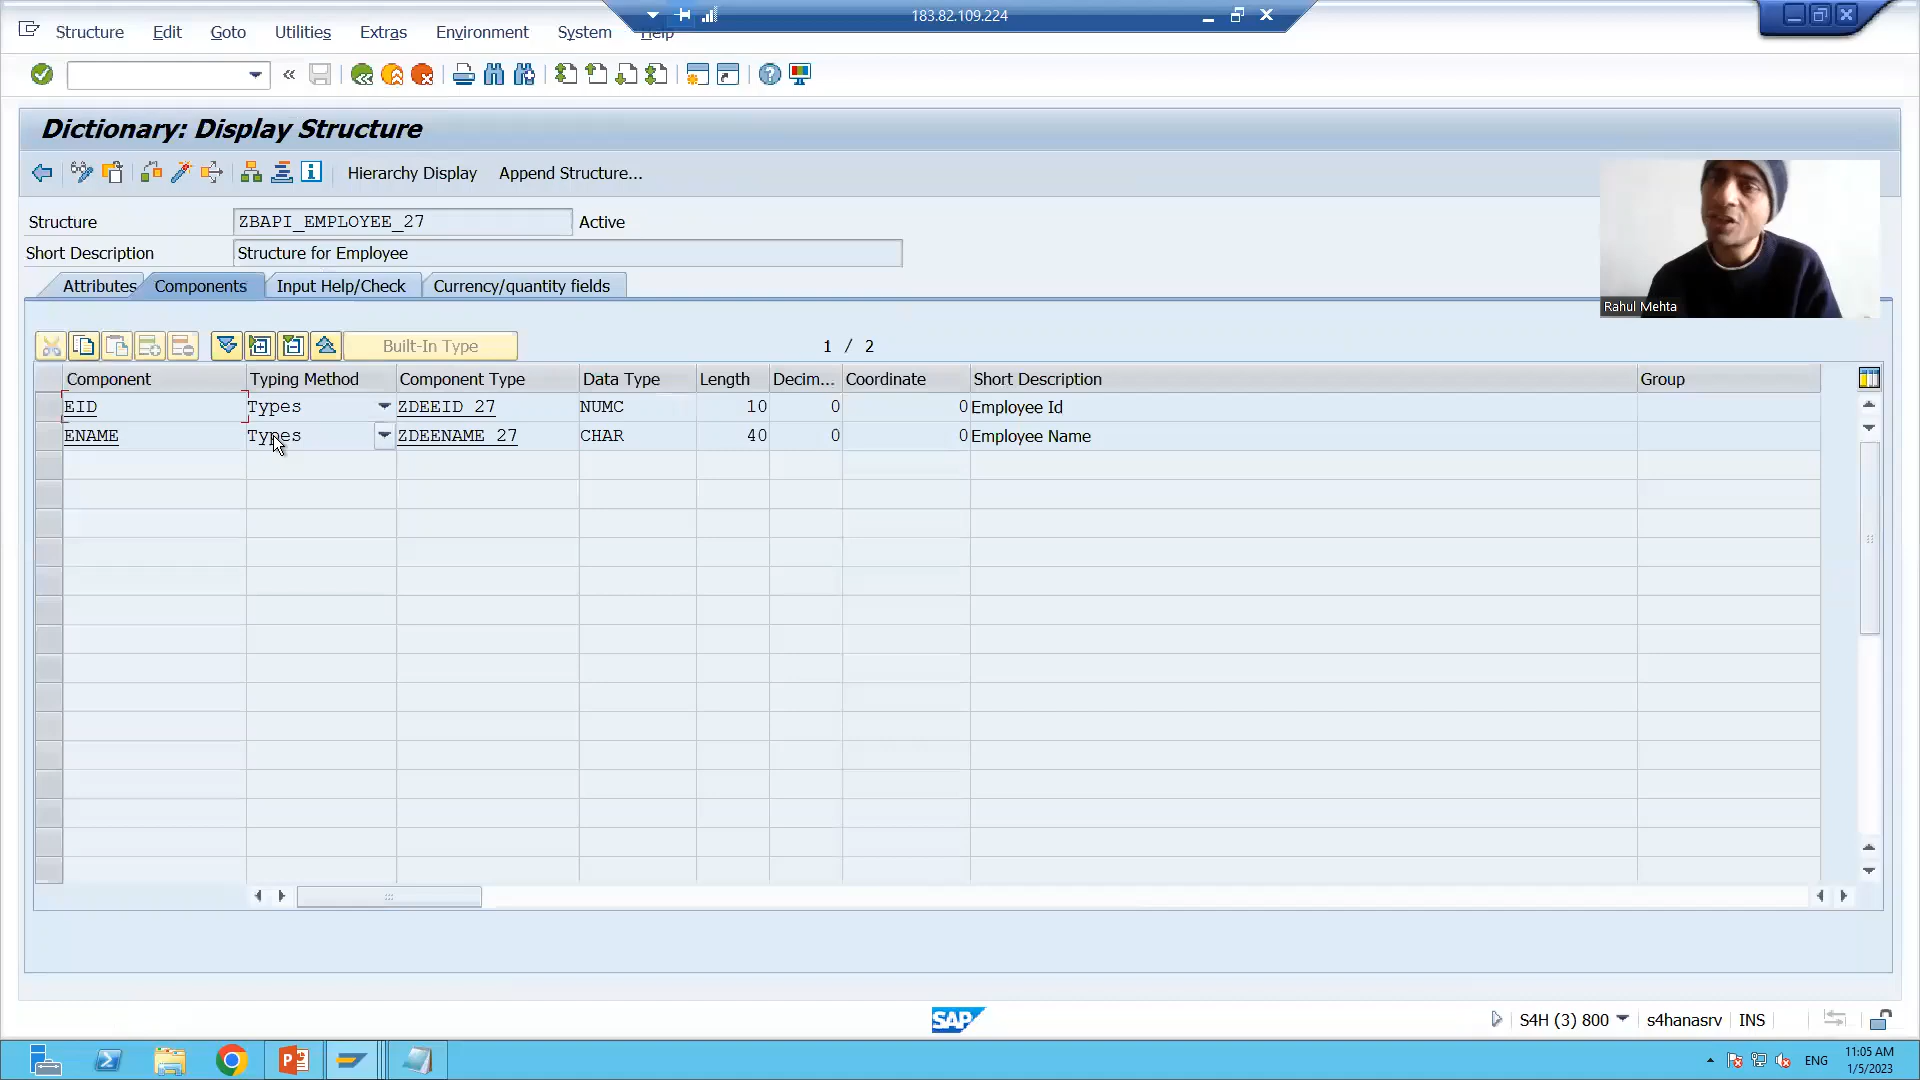 183.82.109.224
Structure Edit Goto Utilities Extras Environment System Help
Dictionary: Display Structure
Hierarchy Display Append Structure...
Structure ZBAPI_EMPLOYEE_27 Active
Short Description Structure for Employee
Rahul Mehta
Attributes Components Input Help/Check Currency/quantity fields
Built-In Type 1 / 2
Component Typing Method Component Type Data Type Length Decim... Coordinate Short Description Group
EID Types ZDEEID_27 NUMC 10 0 0 Employee Id
ENAME Types ZDEENAME_27 CHAR 40 0 0 Employee Name
SAP S4H (3) 800 s4hanasrv INS
ENG 11:05 AM
1/5/2023